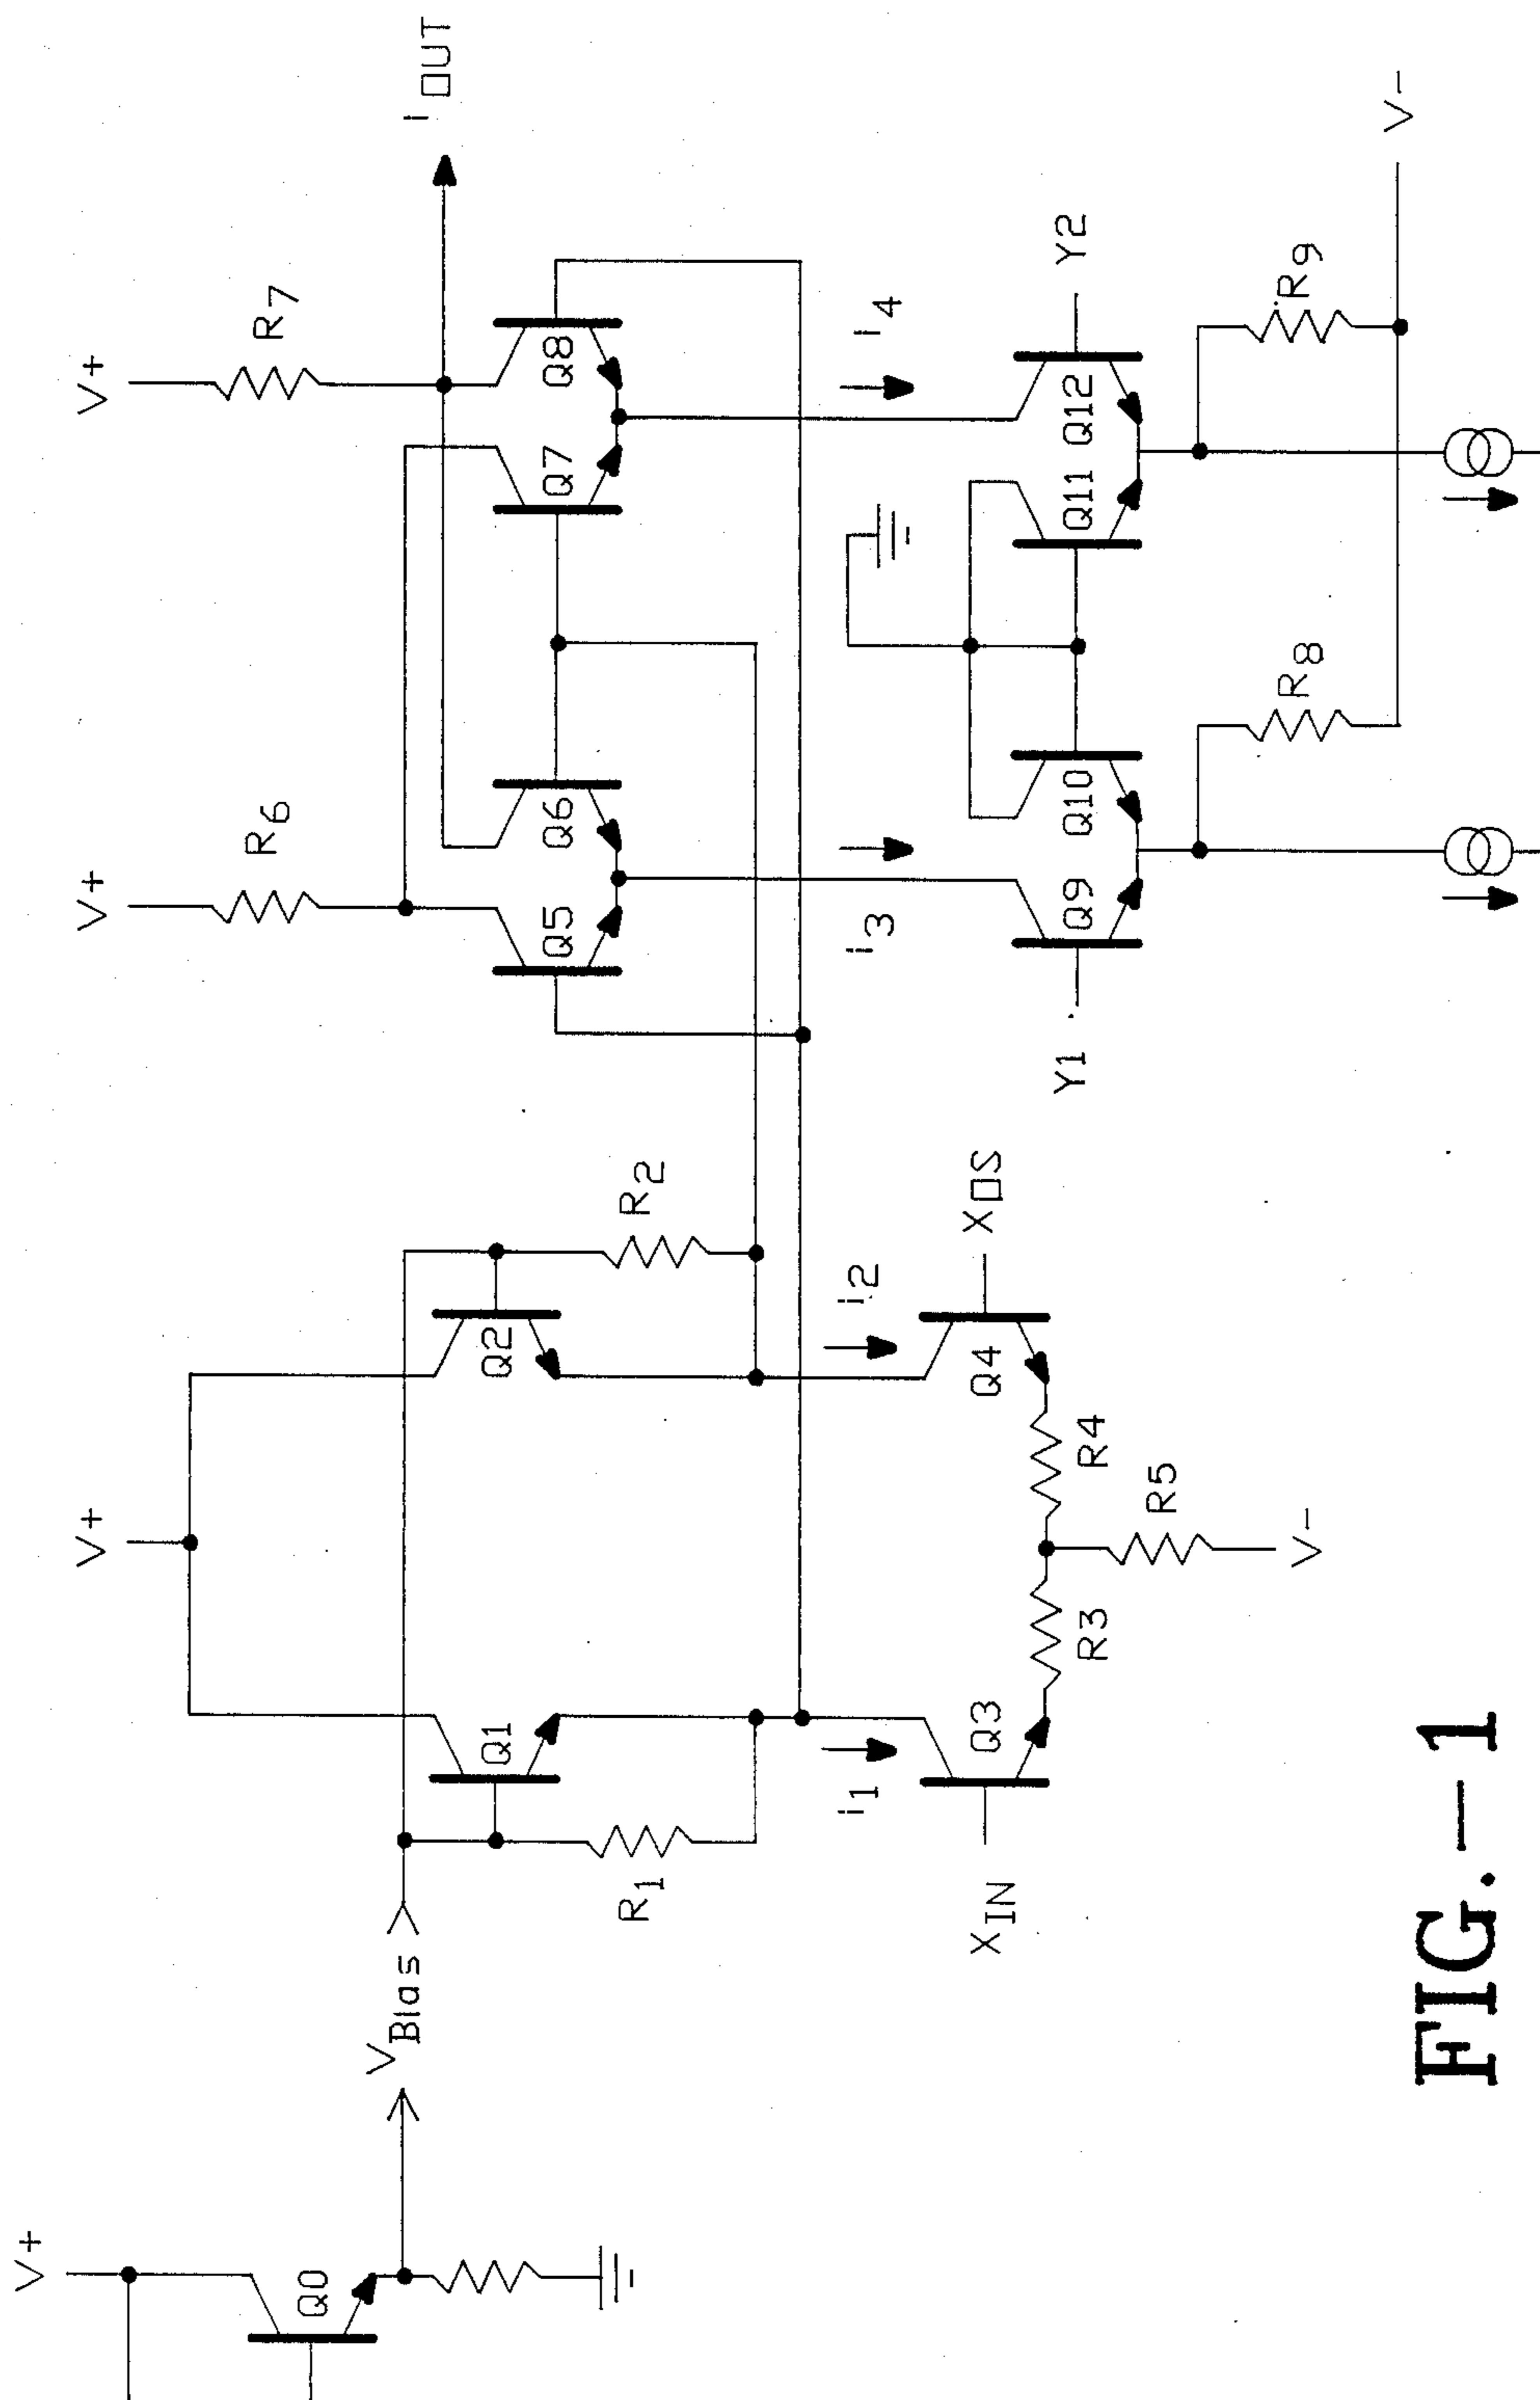 V+
V+
V+
V+
R6
R7
iOUT
Q0
VBias
Q1
Q2
R1
R2
Q5
Q6
Q7
Q8
i1
i2
i3
i4
XIN
Q3
Q4
XOS
R3
R4
R5
V-
Y1
Q9
Q10
Q11
Q12
Y2
R8
R9
V-
FIG.-1